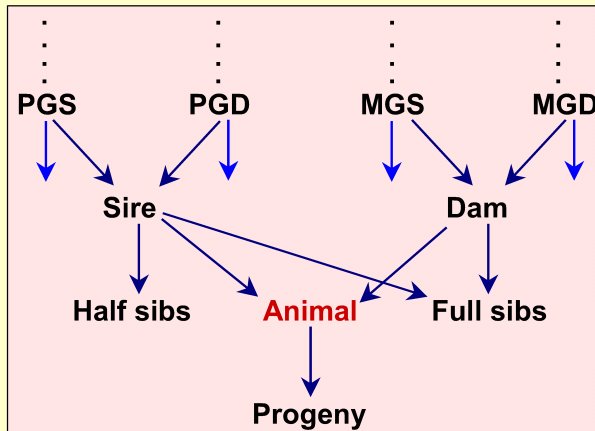 PGS PGD MGS MGD
Sire Dam
Half sibs Animal Full sibs
Progeny